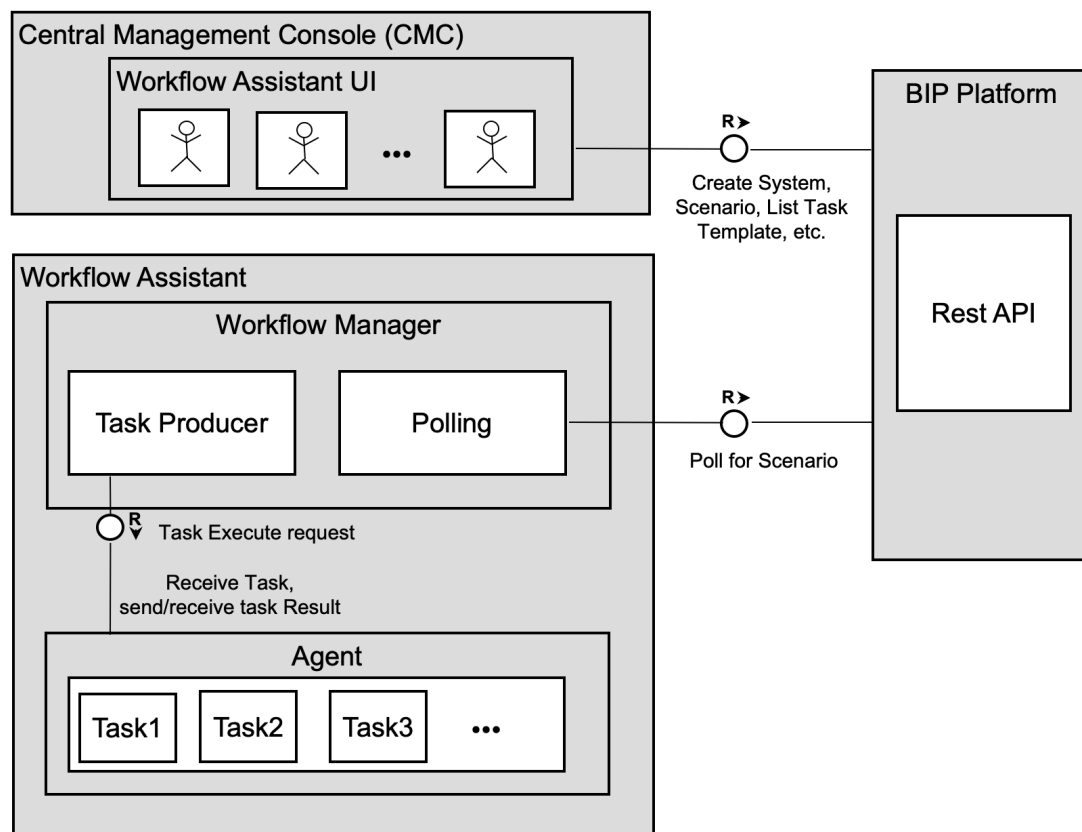 Central Management Console (CMC)
Workflow Assistant UI
...
R
Create System,
Scenario, List Task
Template, etc.
BIP Platform
Rest API
Workflow Assistant
Workflow Manager
Task Producer
Polling
R
Poll for Scenario
R
Task Execute request
Receive Task,
send/receive task Result
Agent
Task1
Task2
Task3
...